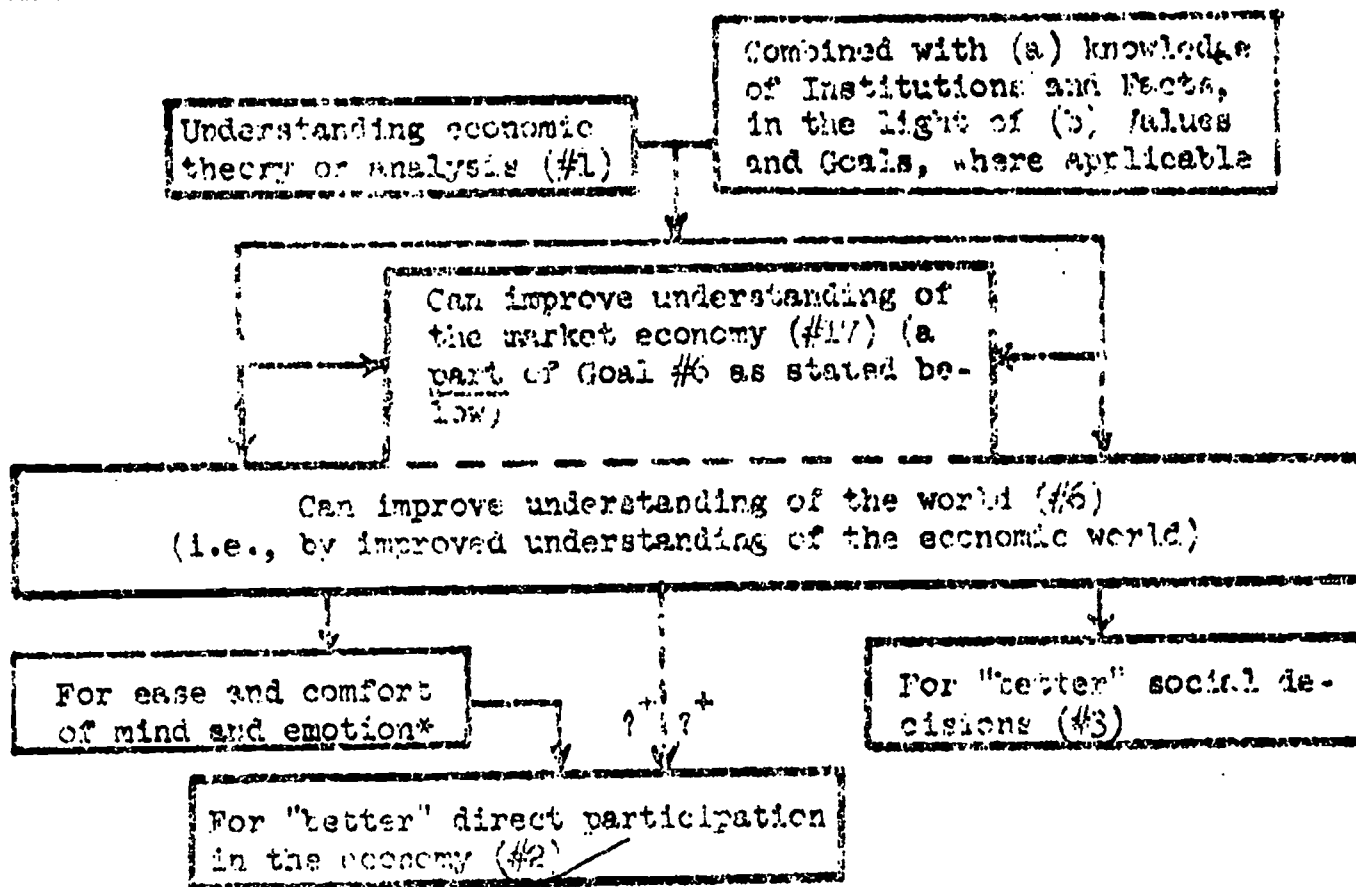 Combined with (a) knowledge
of Institutions and Facts,
in the light of (b) Values
and Goals, where applicable
Understanding economic
theory or analysis (#1)
Can improve understanding of
the market economy (#17) (a
part of Goal #6 as stated be-
low)
Can improve understanding of the world (#6)
(i.e., by improved understanding of the economic world)
For ease and comfort
of mind and emotion*
?+ ?+
For "better" social de-
cisions (#3)
For "better" direct participation
in the economy (#2)